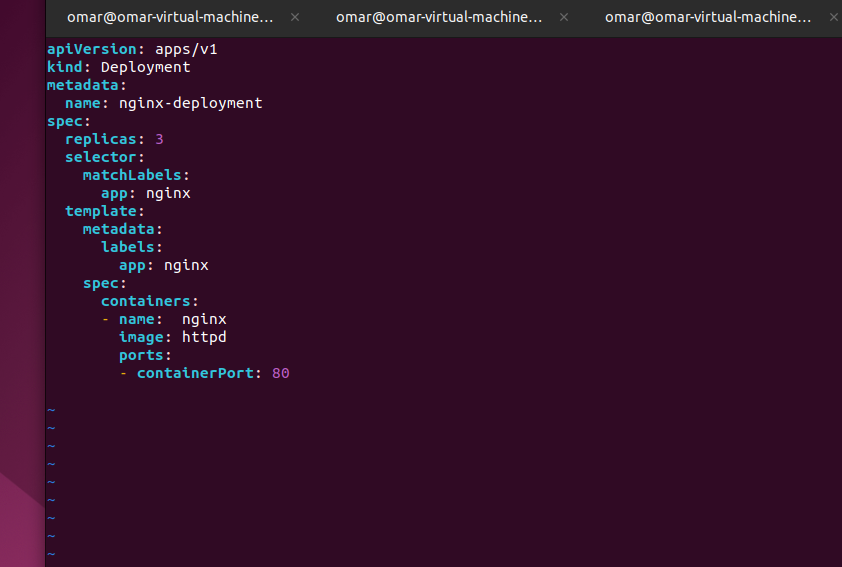 omar@omar-virtual-machine... × omar@omar-virtual-machine... × omar@omar-virtual-machine... ×
apiVersion: apps/v1
kind: Deployment
metadata:
  name: nginx-deployment
spec:
  replicas: 3
  selector:
    matchLabels:
      app: nginx
  template:
    metadata:
      labels:
        app: nginx
    spec:
      containers:
      - name:  nginx
        image: httpd
        ports:
        - containerPort: 80

~
~
~
~
~
~
~
~
~